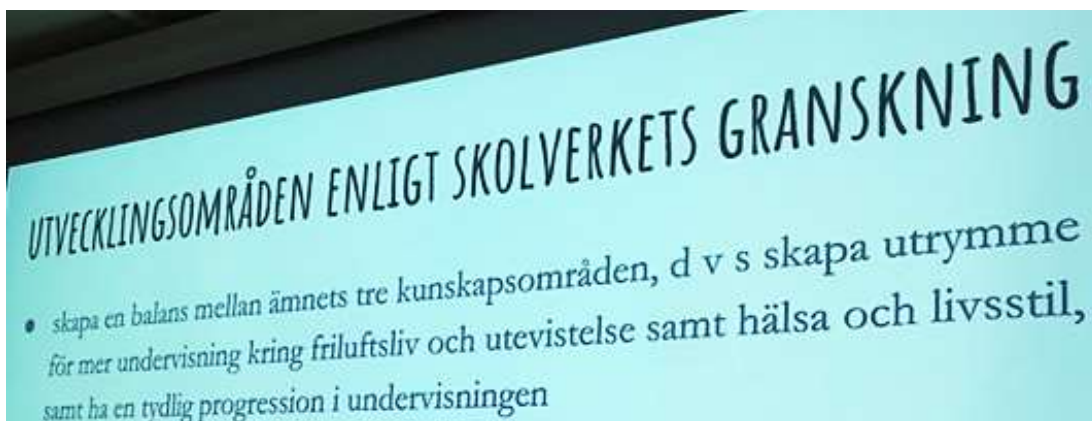 UTVECKLINGSOMRÅDEN ENLIGT SKOLVERKETS GRANSKNING
• skapa en balans mellan ämnets tre kunskapsområden, d v s skapa utrymme
för mer undervisning kring friluftsliv och utevistelse samt hälsa och livsstil,
samt ha en tydlig progression i undervisningen